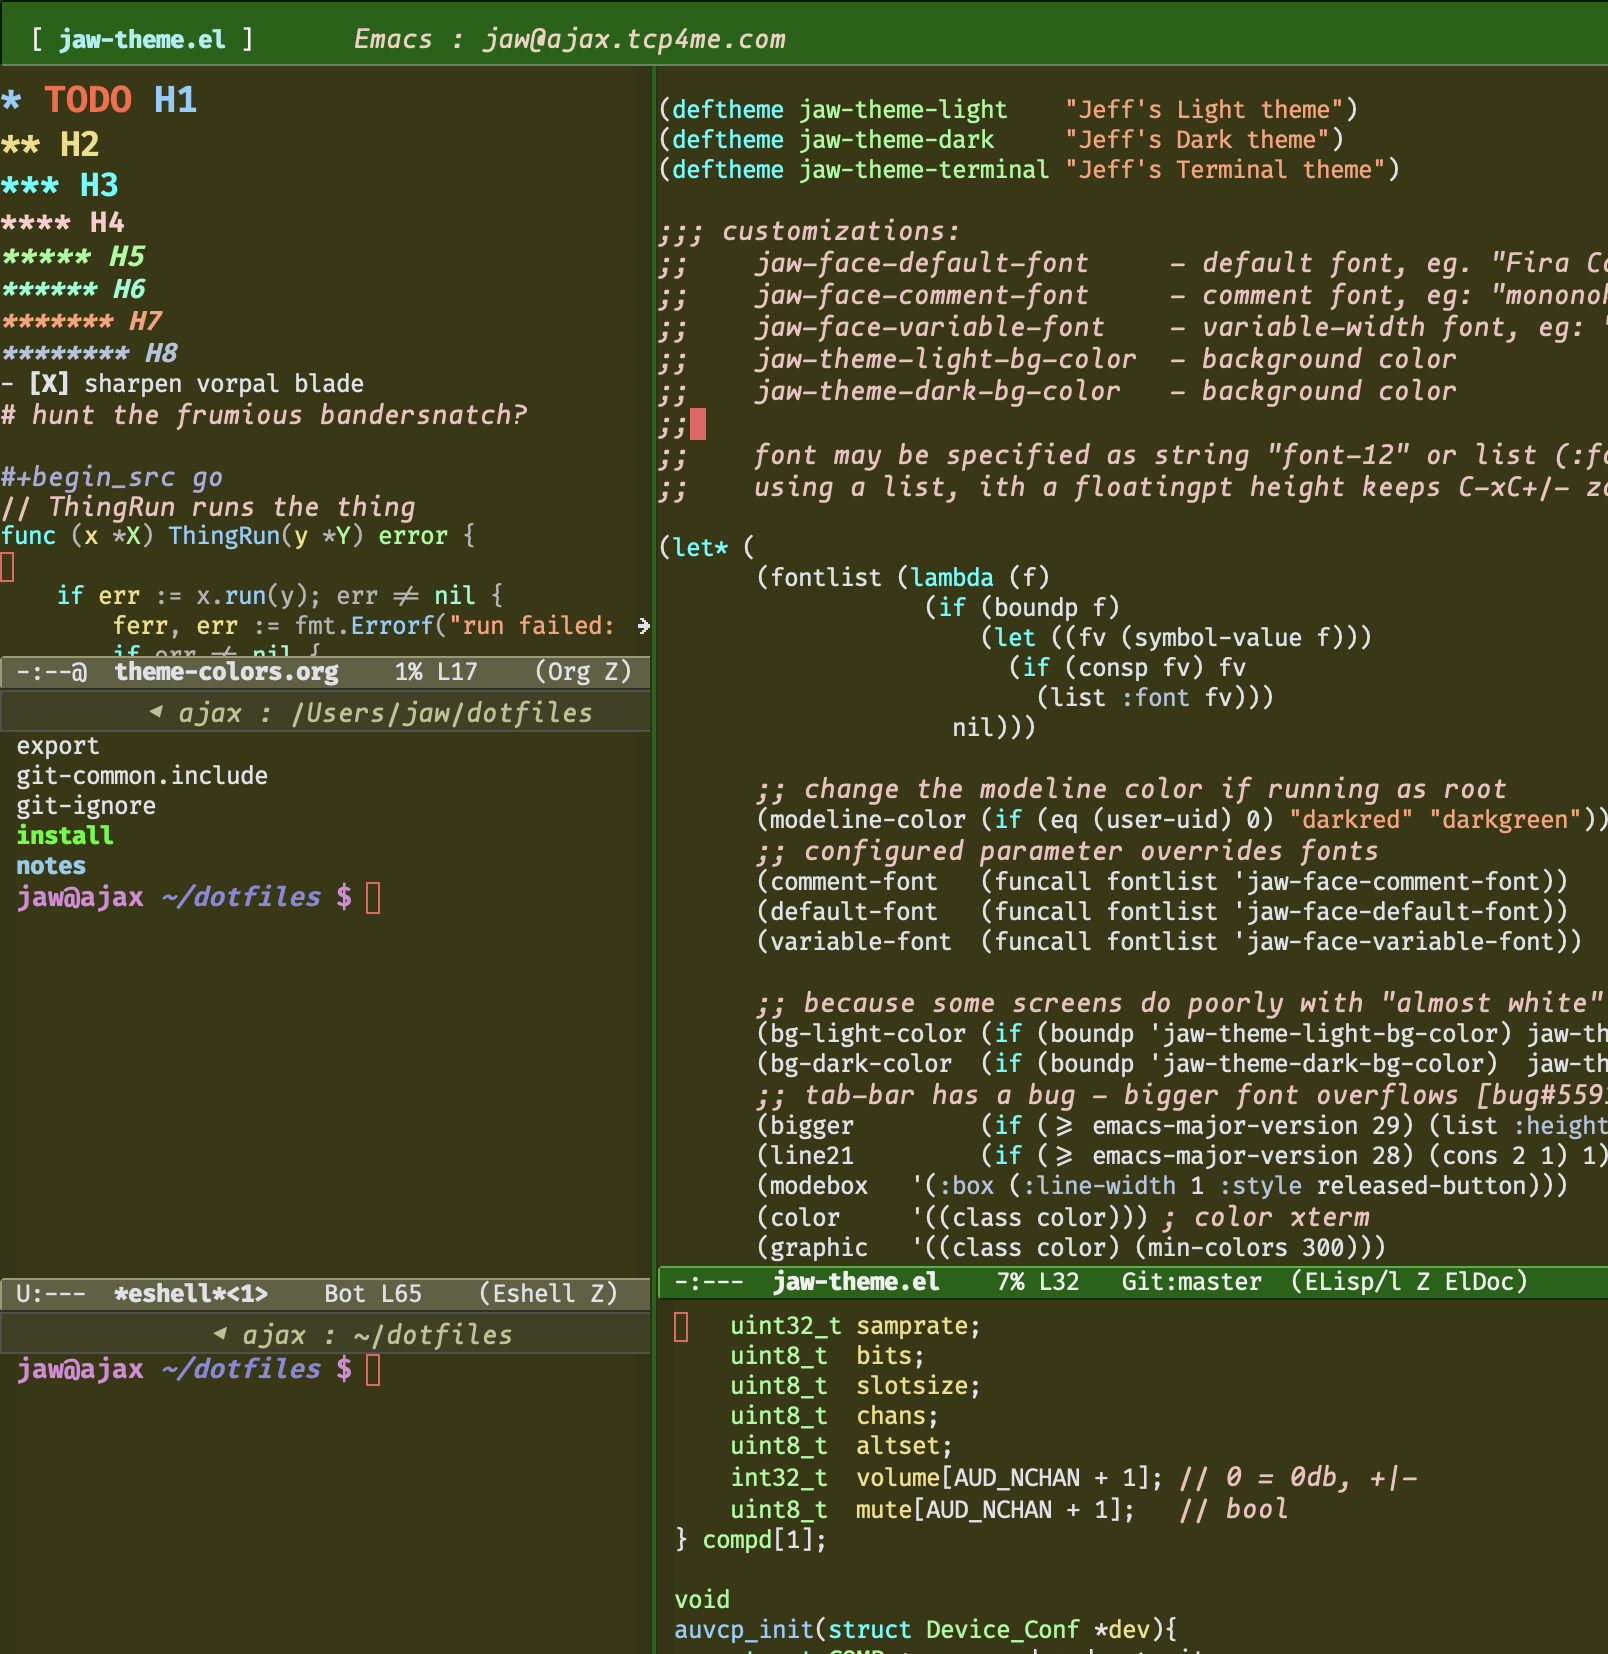 [ jaw-theme.el ]      Emacs : jaw@ajax.tcp4me.com
* TODO H1
** H2
*** H3
**** H4
***** H5
****** H6
******* H7
******** H8
- [X] sharpen vorpal blade
# hunt the frumious bandersnatch?
#+begin_src go
// ThingRun runs the thing
func (x *X) ThingRun(y *Y) error {
    if err := x.run(y); err ≠ nil {
        ferr, err := fmt.Errorf("run failed:
        if err ≠ nil {
-:--@  theme-colors.org    1% L17    (Org Z)
◀ ajax : /Users/jaw/dotfiles
export
git-common.include
git-ignore
install
notes
jaw@ajax ~/dotfiles $
U:---  *eshell*<1>    Bot L65    (Eshell Z)
◀ ajax : ~/dotfiles
jaw@ajax ~/dotfiles $
(deftheme jaw-theme-light    "Jeff's Light theme")
(deftheme jaw-theme-dark     "Jeff's Dark theme")
(deftheme jaw-theme-terminal "Jeff's Terminal theme")
;;; customizations:
;;    jaw-face-default-font     - default font, eg. "Fira
;;    jaw-face-comment-font     - comment font, eg:
;;    jaw-face-variable-font    - variable-width font, eg:
;;    jaw-theme-light-bg-color  - background color
;;    jaw-theme-dark-bg-color   - background color
;;
;;    font may be specified as string "font-12" or list
;;    using a list, ith a floatingpt height keeps C-xC+/-
(let* (
       (fontlist (lambda (f)
                   (if (boundp f)
                       (let ((fv (symbol-value f)))
                         (if (consp fv) fv
                           (list :font fv)))
                     nil)))
       ;; change the modeline color if running as root
       (modeline-color (if (eq (user-uid) 0) "darkred" "darkgreen"))
       ;; configured parameter overrides fonts
       (comment-font   (funcall fontlist 'jaw-face-comment-font))
       (default-font   (funcall fontlist 'jaw-face-default-font))
       (variable-font  (funcall fontlist 'jaw-face-variable-font))
       ;; because some screens do poorly with "almost white"
       (bg-light-color (if (boundp 'jaw-theme-light-bg-color) jaw-th
       (bg-dark-color  (if (boundp 'jaw-theme-dark-bg-color)  jaw-th
       ;; tab-bar has a bug - bigger font overflows [bug#559
       (bigger         (if (⩾ emacs-major-version 29) (list :height
       (line21         (if (⩾ emacs-major-version 28) (cons 2 1) 1)
       (modebox   '(:box (:line-width 1 :style released-button)))
       (color     '((class color))) ; color xterm
       (graphic   '((class color) (min-colors 300)))
-:---  jaw-theme.el    7% L32   Git:master  (ELisp/l Z ElDoc)
    uint32_t samprate;
    uint8_t  bits;
    uint8_t  slotsize;
    uint8_t  chans;
    uint8_t  altset;
    int32_t  volume[AUD_NCHAN + 1]; // 0 = 0db, +|-
    uint8_t  mute[AUD_NCHAN + 1];   // bool
} compd[1];
void
auvcp_init(struct Device_Conf *dev){